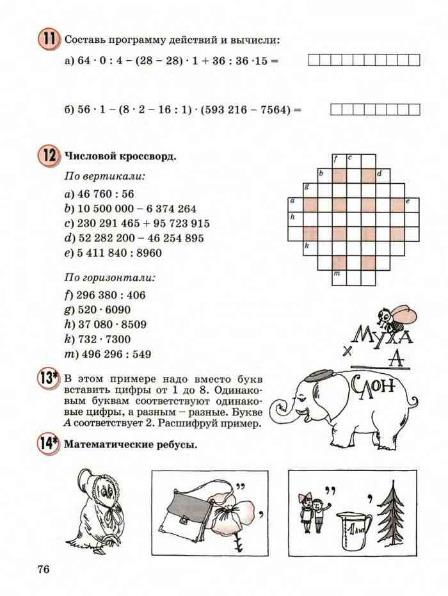 11 Составь программу действий и вычисли:
а) 64 · 0 : 4 – (28 – 28) · 1 + 36 : 36 ·15 =
б) 56 · 1 – (8 · 2 – 16 : 1) · (593 216 – 7564) =
12 Числовой кроссворд.
По вертикали:
a) 46 760 : 56
b) 10 500 000 – 6 374 264
c) 230 291 465 + 95 723 915
d) 52 282 200 – 46 254 895
e) 5 411 840 : 8960
По горизонтали:
f) 296 380 : 406
g) 520 · 6090
h) 37 080 · 8509
k) 732 · 7300
m) 496 296 : 549
f c
b d
g
a e
h
k
m
13* В этом примере надо вместо букв
вставить цифры от 1 до 8. Одинако-
вым буквам соответствуют одинако-
вые цифры, а разным – разные. Букве
А соответствует 2. Расшифруй пример.
МУХА
× А
СЛОН
14* Математические ребусы.
,,
,, ,
1 л
76